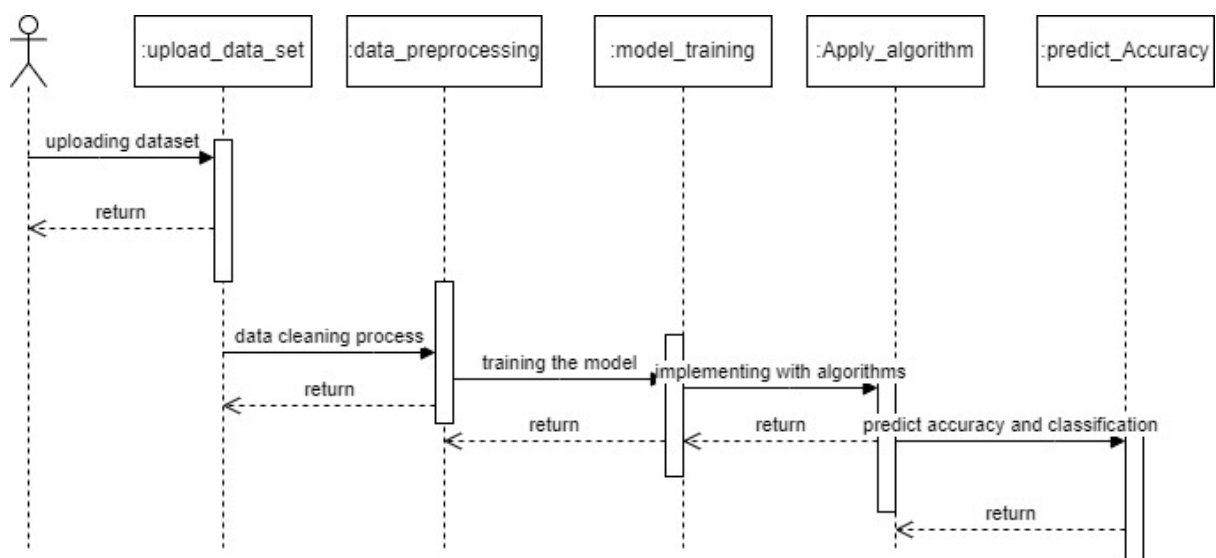 :upload_data_set
:data_preprocessing
:model_training
:Apply_algorithm
:predict_Accuracy
uploading dataset
return
data cleaning process
training the model
implementing with algorithms
return
return
return
predict accuracy and classification
return